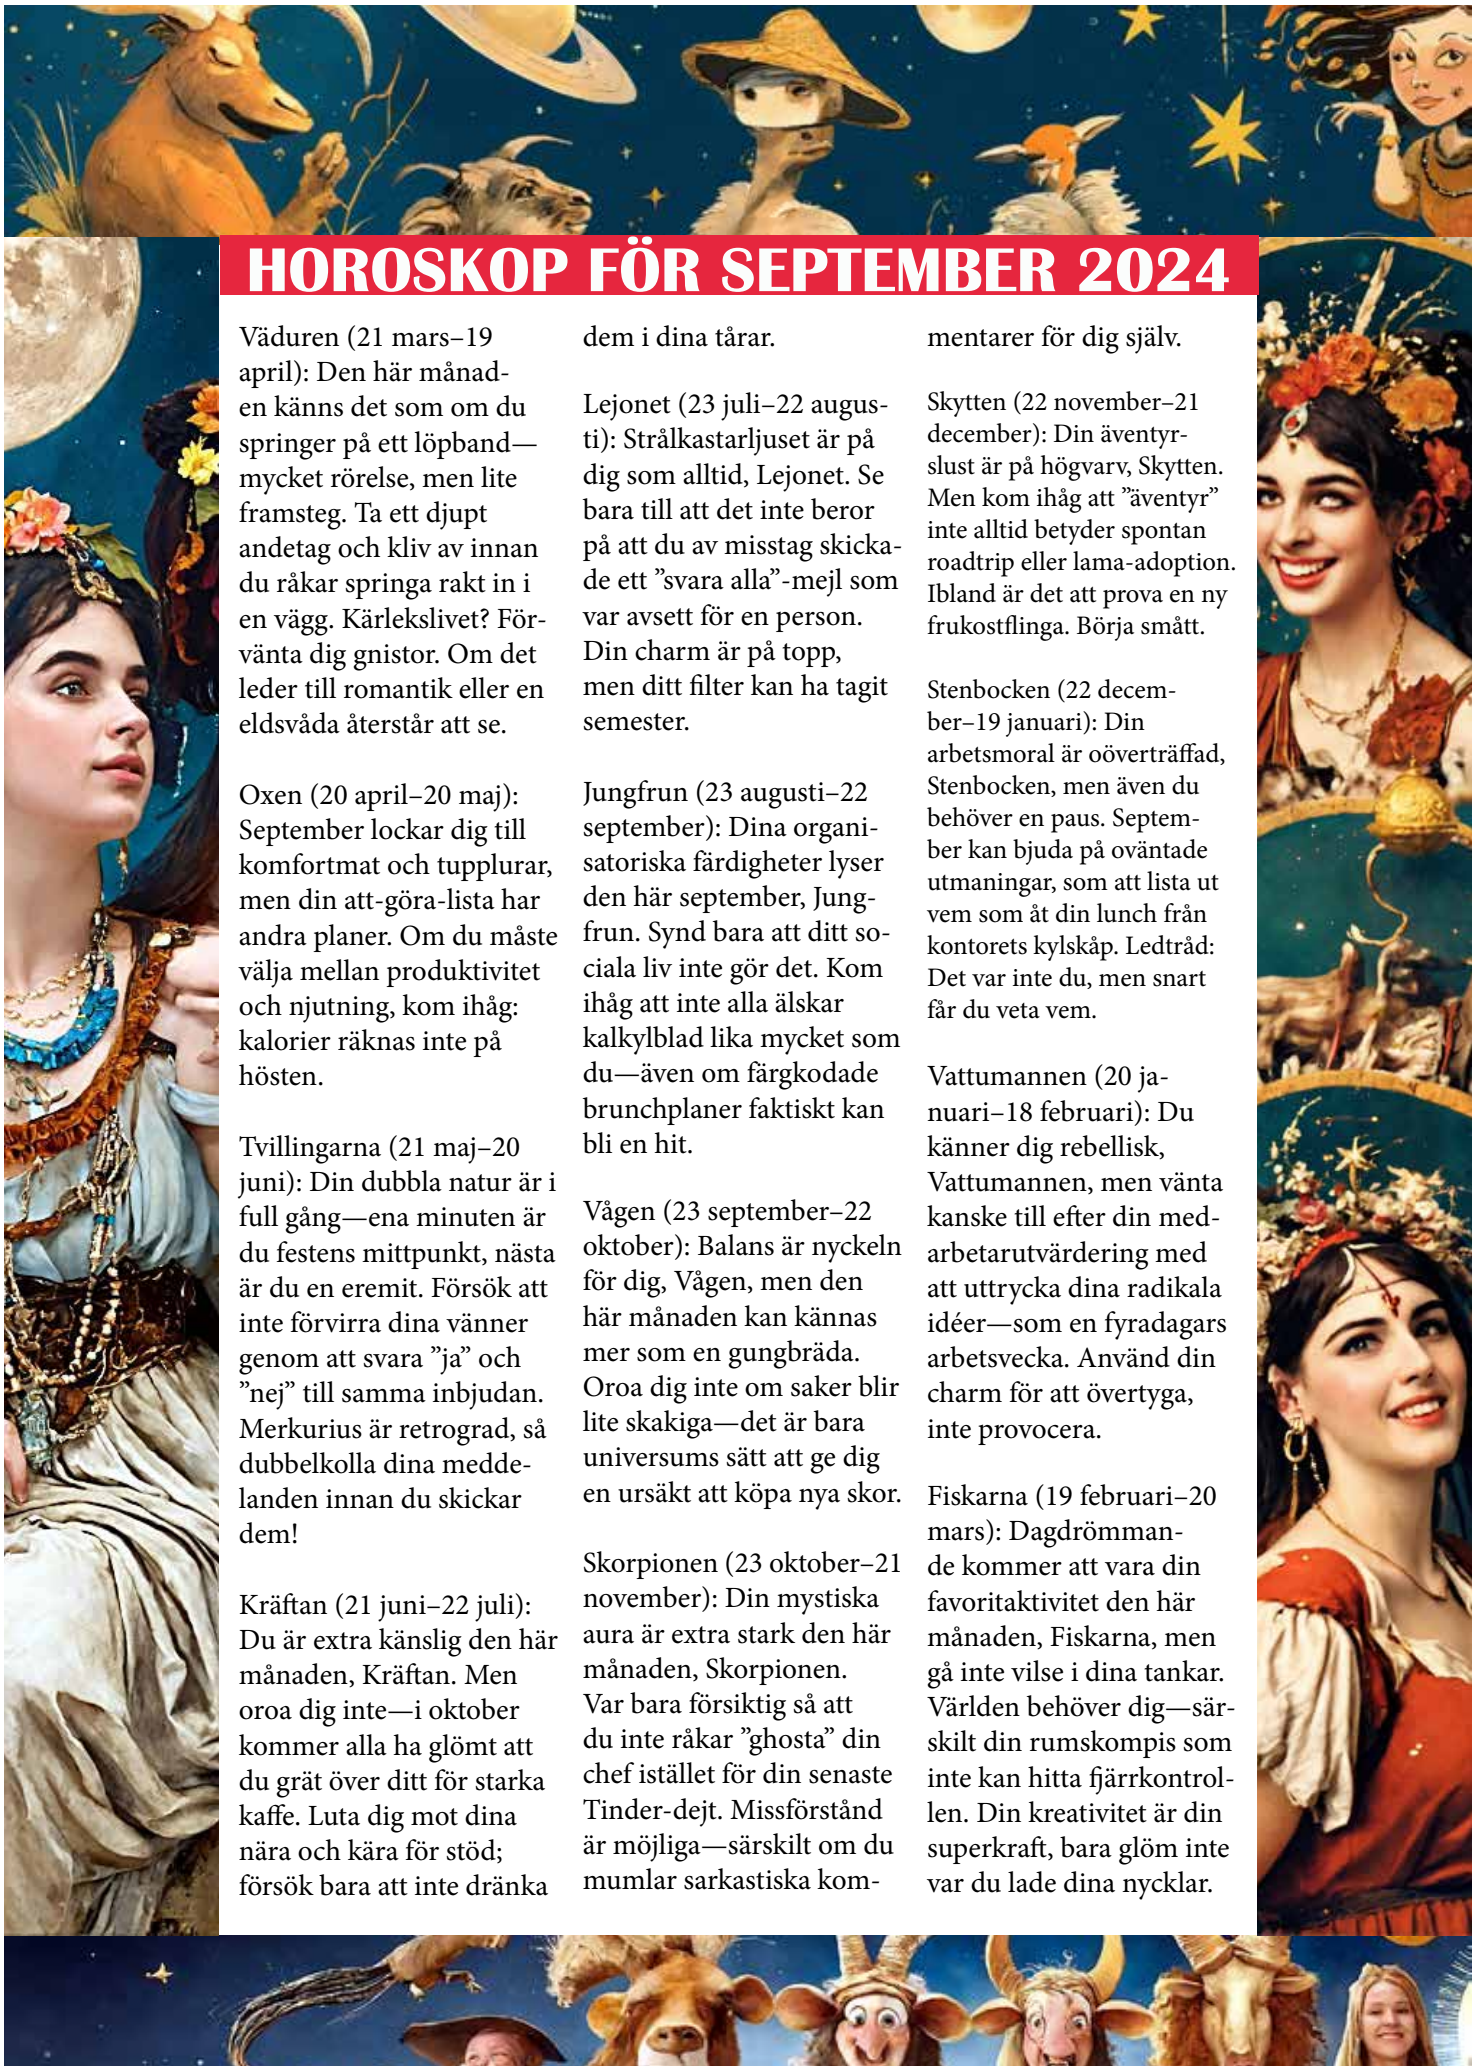 HOROSKOP FÖR SEPTEMBER 2024
Väduren (21 mars–19
april): Den här månad-
en känns det som om du
springer på ett löpband—
mycket rörelse, men lite
framsteg. Ta ett djupt
andetag och kliv av innan
du råkar springa rakt in i
en vägg. Kärlekslivet? För-
vänta dig gnistor. Om det
leder till romantik eller en
eldsvåda återstår att se.
Oxen (20 april–20 maj):
September lockar dig till
komfortmat och tupplurar,
men din att-göra-lista har
andra planer. Om du måste
välja mellan produktivitet
och njutning, kom ihåg:
kalorier räknas inte på
hösten.
Tvillingarna (21 maj–20
juni): Din dubbla natur är i
full gång—ena minuten är
du festens mittpunkt, nästa
är du en eremit. Försök att
inte förvirra dina vänner
genom att svara ”ja” och
”nej” till samma inbjudan.
Merkurius är retrograd, så
dubbelkolla dina medde-
landen innan du skickar
dem!
Kräftan (21 juni–22 juli):
Du är extra känslig den här
månaden, Kräftan. Men
oroa dig inte—i oktober
kommer alla ha glömt att
du grät över ditt för starka
kaffe. Luta dig mot dina
nära och kära för stöd;
försök bara att inte dränka
dem i dina tårar.
Lejonet (23 juli–22 augus-
ti): Strålkastarljuset är på
dig som alltid, Lejonet. Se
bara till att det inte beror
på att du av misstag skicka-
de ett ”svara alla”-mejl som
var avsett för en person.
Din charm är på topp,
men ditt filter kan ha tagit
semester.
Jungfrun (23 augusti–22
september): Dina organi-
satoriska färdigheter lyser
den här september, Jung-
frun. Synd bara att ditt so-
ciala liv inte gör det. Kom
ihåg att inte alla älskar
kalkylblad lika mycket som
du—även om färgkodade
brunchplaner faktiskt kan
bli en hit.
Vågen (23 september–22
oktober): Balans är nyckeln
för dig, Vågen, men den
här månaden kan kännas
mer som en gungbräda.
Oroa dig inte om saker blir
lite skakiga—det är bara
universums sätt att ge dig
en ursäkt att köpa nya skor.
Skorpionen (23 oktober–21
november): Din mystiska
aura är extra stark den här
månaden, Skorpionen.
Var bara försiktig så att
du inte råkar ”ghosta” din
chef istället för din senaste
Tinder-dejt. Missförstånd
är möjliga—särskilt om du
mumlar sarkastiska kom-
mentarer för dig själv.
Skytten (22 november–21
december): Din äventyr-
slust är på högvarv, Skytten.
Men kom ihåg att ”äventyr”
inte alltid betyder spontan
roadtrip eller lama-adoption.
Ibland är det att prova en ny
frukostflinga. Börja smått.
Stenbocken (22 decem-
ber–19 januari): Din
arbetsmoral är oöverträffad,
Stenbocken, men även du
behöver en paus. Septem-
ber kan bjuda på oväntade
utmaningar, som att lista ut
vem som åt din lunch från
kontorets kylskåp. Ledtråd:
Det var inte du, men snart
får du veta vem.
Vattumannen (20 ja-
nuari–18 februari): Du
känner dig rebellisk,
Vattumannen, men vänta
kanske till efter din med-
arbetarutvärdering med
att uttrycka dina radikala
idéer—som en fyradagars
arbetsvecka. Använd din
charm för att övertyga,
inte provocera.
Fiskarna (19 februari–20
mars): Dagdrömman-
de kommer att vara din
favoritaktivitet den här
månaden, Fiskarna, men
gå inte vilse i dina tankar.
Världen behöver dig—sär-
skilt din rumskompis som
inte kan hitta fjärrkontrol-
len. Din kreativitet är din
superkraft, bara glöm inte
var du lade dina nycklar.